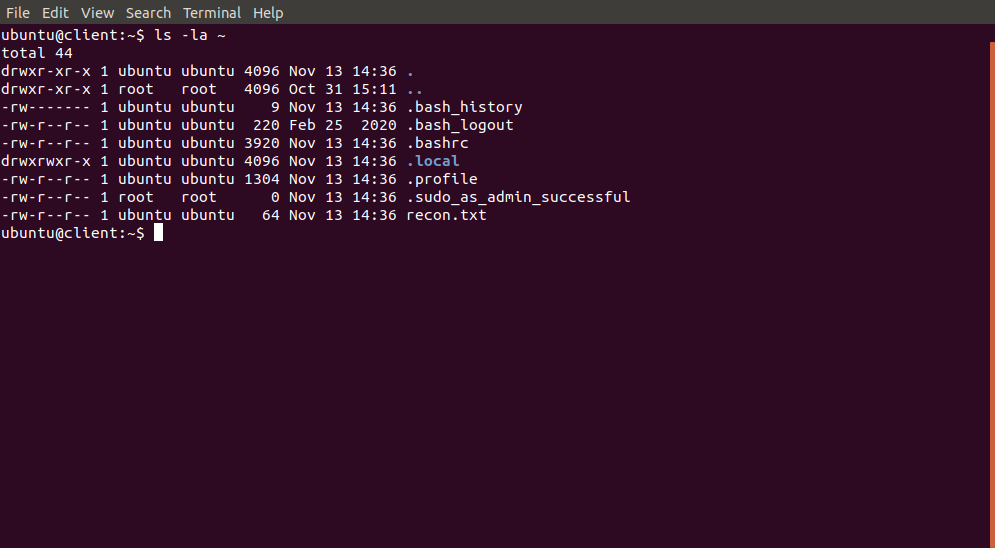 File Edit View Search Terminal Help
ubuntu@client:~$ ls -la ~
total 44
drwxr-xr-x 1 ubuntu ubuntu 4096 Nov 13 14:36 .
drwxr-xr-x 1 root   root   4096 Oct 31 15:11 ..
-rw------- 1 ubuntu ubuntu    9 Nov 13 14:36 .bash_history
-rw-r--r-- 1 ubuntu ubuntu  220 Feb 25  2020 .bash_logout
-rw-r--r-- 1 ubuntu ubuntu 3920 Nov 13 14:36 .bashrc
drwxrwxr-x 1 ubuntu ubuntu 4096 Nov 13 14:36 .local
-rw-r--r-- 1 ubuntu ubuntu 1304 Nov 13 14:36 .profile
-rw-r--r-- 1 root   root      0 Nov 13 14:36 .sudo_as_admin_successful
-rw-r--r-- 1 ubuntu ubuntu   64 Nov 13 14:36 recon.txt
ubuntu@client:~$